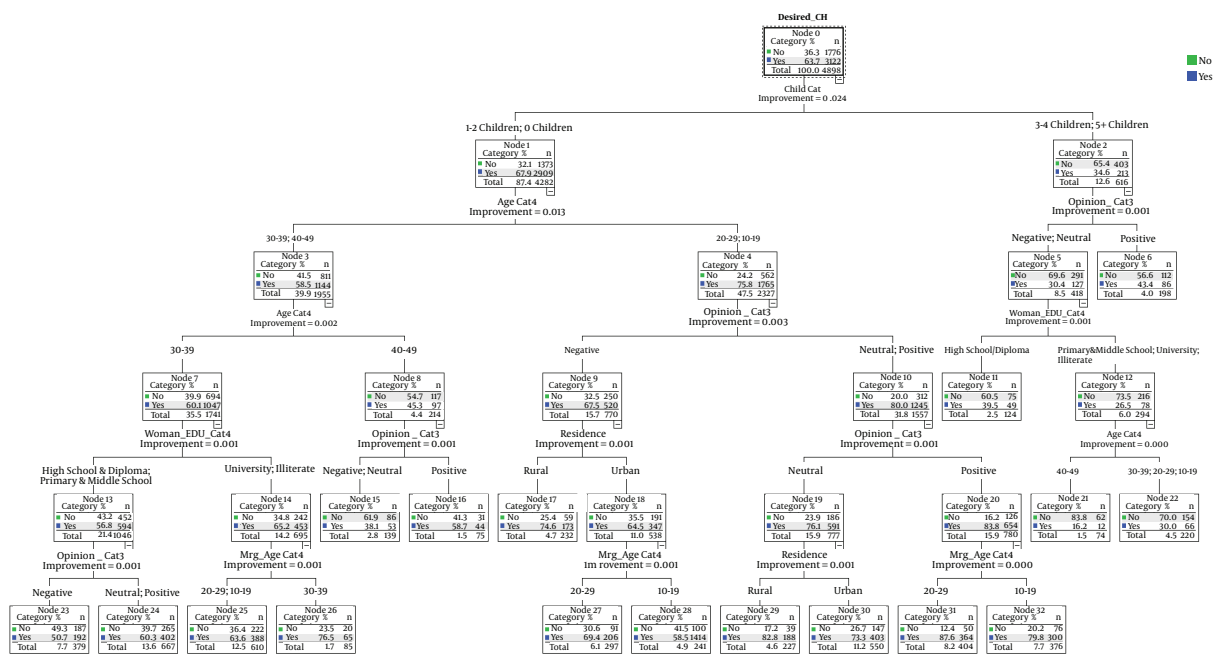 Desired_CH
Node 0
Category % n
No 36.3 1776
Yes 63.7 3122
Total 100.0 4898
No
Yes
Child Cat
Improvement = 0.024
1-2 Children; 0 Children
3-4 Children; 5+ Children
Node 1
Category % n
No 32.1 1373
Yes 67.9 2909
Total 87.4 4282
Node 2
Category % n
No 65.4 403
Yes 34.6 213
Total 12.6 616
Age Cat4
Improvement = 0.013
Opinion_ Cat3
Improvement = 0.001
30-39; 40-49
20-29; 10-19
Negative; Neutral
Positive
Node 3
Category % n
No 41.5 811
Yes 58.5 1144
Total 39.9 1955
Node 4
Category % n
No 24.2 562
Yes 75.8 1765
Total 47.5 2327
Node 5
Category % n
No 69.6 291
Yes 30.4 127
Total 8.5 418
Node 6
Category % n
No 56.6 112
Yes 43.4 86
Total 4.0 198
Age Cat4
Improvement = 0.002
Opinion _ Cat3
Improvement = 0.003
Woman_EDU_Cat4
Improvement = 0.001
30-39
40-49
Negative
Neutral; Positive
High School/Diploma
Primary&Middle School; University;
Illiterate
Node 7
Category % n
No 39.9 694
Yes 60.1 1047
Total 35.5 1741
Node 8
Category % n
No 54.7 117
Yes 45.3 97
Total 4.4 214
Node 9
Category % n
No 32.5 250
Yes 67.5 520
Total 15.7 770
Node 10
Category % n
No 20.0 312
Yes 80.0 1245
Total 31.8 1557
Node 11
Category % n
No 60.5 75
Yes 39.5 49
Total 2.5 124
Node 12
Category % n
No 73.5 216
Yes 26.5 78
Total 6.0 294
Woman_EDU_Cat4
Improvement = 0.001
Opinion _ Cat3
Improvement = 0.001
Residence
Improvement = 0.001
Opinion _ Cat3
Improvement = 0.001
Age Cat4
Improvement = 0.000
High School & Diploma;
Primary & Middle School
University; Illiterate
Negative; Neutral
Positive
Rural
Urban
Neutral
Positive
40-49
30-39; 20-29; 10-19
Node 13
Category % n
No 43.2 452
Yes 56.8 594
Total 21.4 1046
Node 14
Category % n
No 34.8 242
Yes 65.2 453
Total 14.2 695
Node 15
Category % n
No 61.9 86
Yes 38.1 53
Total 2.8 139
Node 16
Category % n
No 41.3 31
Yes 58.7 44
Total 1.5 75
Node 17
Category % n
No 25.4 59
Yes 74.6 173
Total 4.7 232
Node 18
Category % n
No 35.5 191
Yes 64.5 347
Total 11.0 538
Node 19
Category % n
No 23.9 186
Yes 76.1 591
Total 15.9 777
Node 20
Category % n
No 16.2 126
Yes 83.8 654
Total 15.9 780
Node 21
Category % n
No 83.8 62
Yes 16.2 12
Total 1.5 74
Node 22
Category % n
No 70.0 154
Yes 30.0 66
Total 4.5 220
Opinion _ Cat3
Improvement = 0.001
Mrg_Age Cat4
Improvement = 0.001
Mrg_Age Cat4
Im rovement = 0.001
Residence
Improvement = 0.001
Mrg_Age Cat4
Improvement = 0.000
Negative
Neutral; Positive
20-29; 10-19
30-39
20-29
10-19
Rural
Urban
20-29
10-19
Node 23
Category % n
No 49.3 187
Yes 50.7 192
Total 7.7 379
Node 24
Category % n
No 39.7 265
Yes 60.3 402
Total 13.6 667
Node 25
Category % n
No 36.4 222
Yes 63.6 388
Total 12.5 610
Node 26
Category % n
No 23.5 20
Yes 76.5 65
Total 1.7 85
Node 27
Category % n
No 30.6 91
Yes 69.4 206
Total 6.1 297
Node 28
Category % n
No 41.5 100
Yes 58.5 1414
Total 4.9 241
Node 29
Category % n
No 17.2 39
Yes 82.8 188
Total 4.6 227
Node 30
Category % n
No 26.7 147
Yes 73.3 403
Total 11.2 550
Node 31
Category % n
No 12.4 50
Yes 87.6 364
Total 8.2 404
Node 32
Category % n
No 20.2 76
Yes 79.8 300
Total 7.7 376